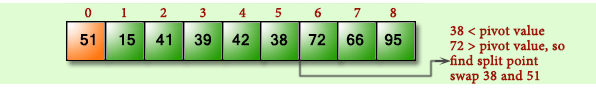 0 1 2 3 4 5 6 7 8
51 15 41 39 42 38 72 66 95
38 < pivot value
72 > pivot value, so
find split point
swap 38 and 51